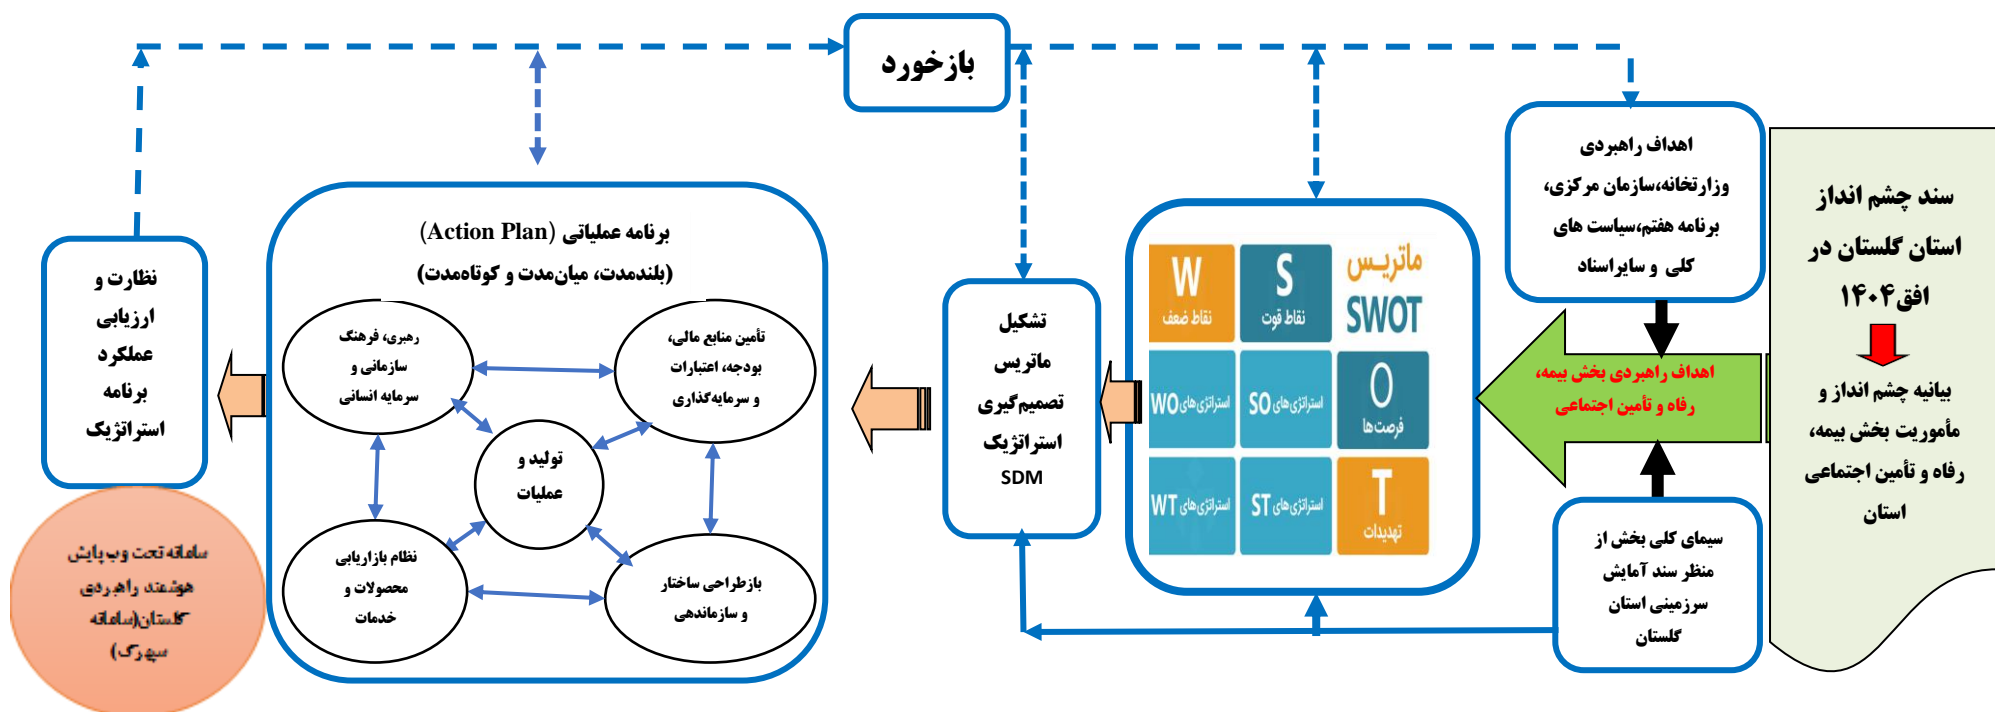 بازخورد
سند چشم انداز
استان گلستان در
افق۱۴۰۴
بیانیه چشم انداز و
مأموریت بخش بیمه،
رفاه و تأمین اجتماعی
استان
اهداف راهبردی
وزارتخانه،سازمان مرکزی،
برنامه هفتم،سیاست های
کلی و سایراسناد
اهداف راهبردی بخش بیمه،
رفاه و تأمین اجتماعی
سیمای کلی بخش از
منظر سند آمایش
سرزمینی استان
گلستان
ماتریس
SWOT
S
نقاط قوت
W
نقاط ضعف
O
فرصت‌ها
استراتژی‌های SO
استراتژی‌های WO
T
تهدیدات
استراتژی‌های ST
استراتژی‌های WT
تشکیل
ماتریس
تصمیم‌گیری
استراتژیک
SDM
برنامه عملیاتی (Action Plan)
(بلندمدت، میان‌مدت و کوتاه‌مدت)
تأمین منابع مالی،
بودجه، اعتبارات
و سرمایه‌گذاری
رهبری، فرهنگ
سازمانی و
سرمایه انسانی
تولید و
عملیات
بازطراحی ساختار
و سازماندهی
نظام بازاریابی
محصولات و
خدمات
نظارت و
ارزیابی
عملکرد
برنامه
استراتژیک
سامانه تحت وب پایش
هوشمند راهبردی
گلستان(سامانه
سپهرک)